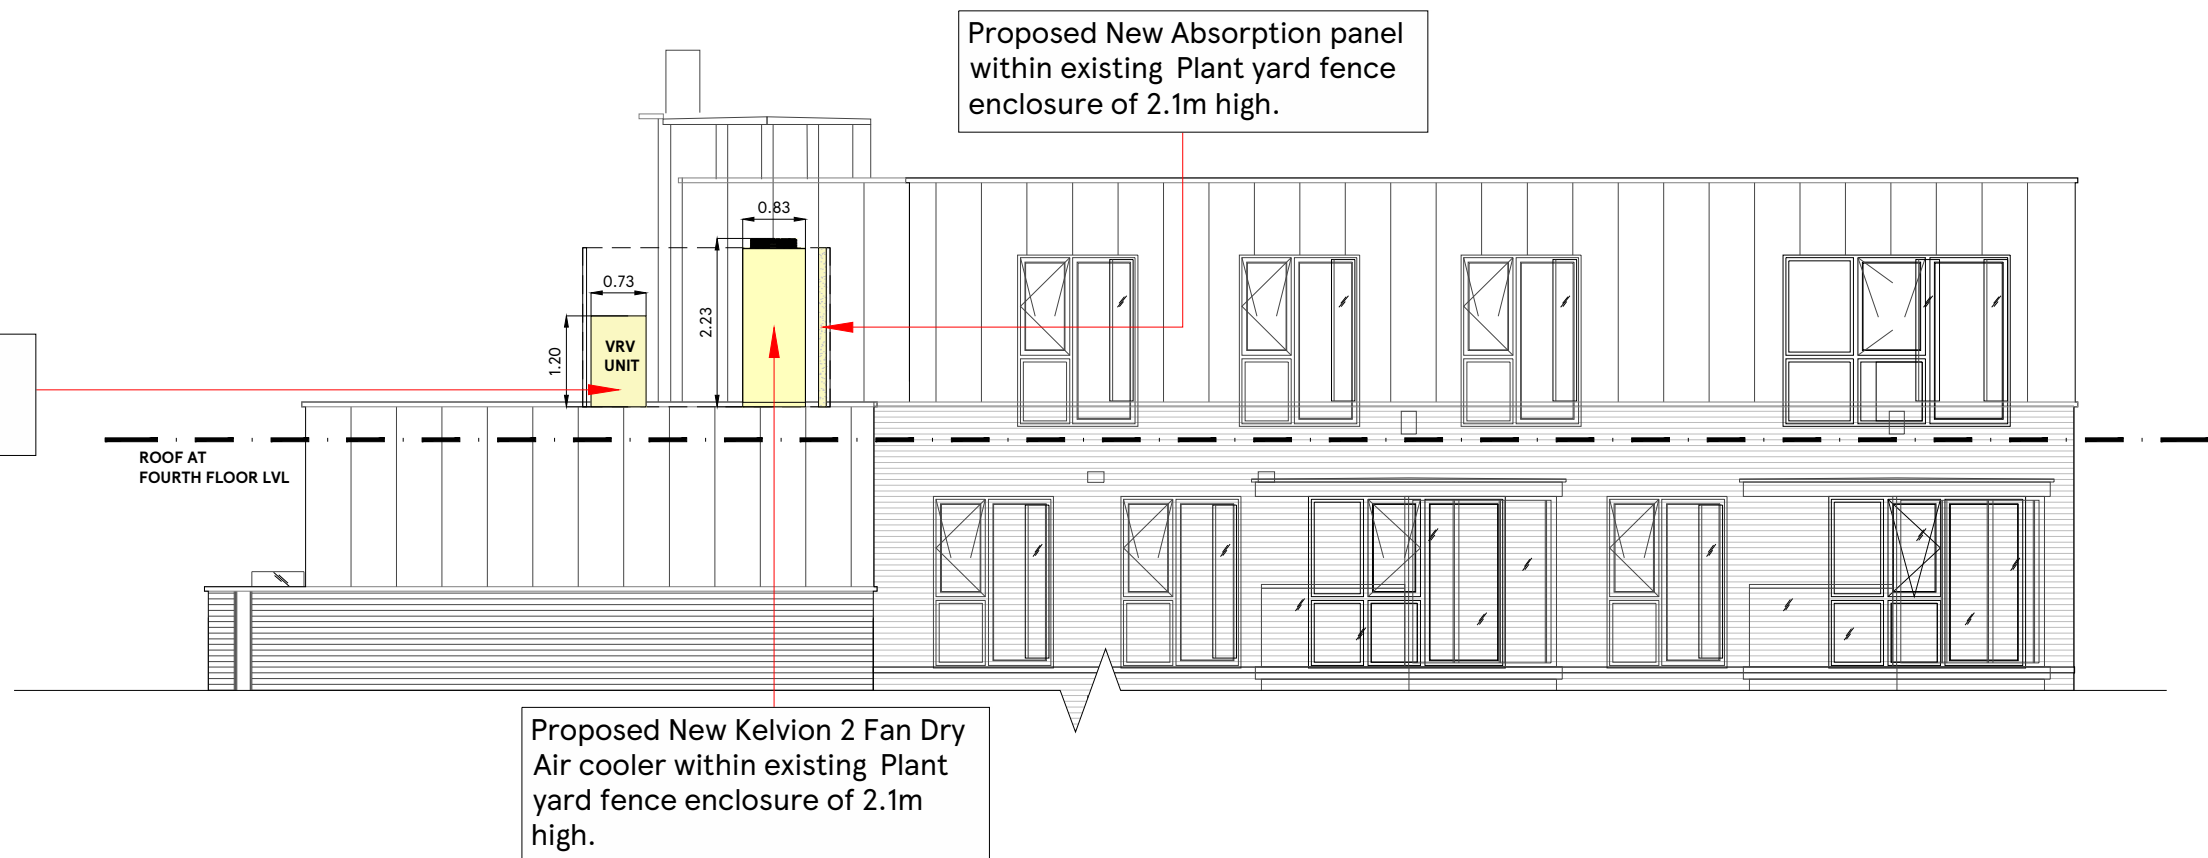 Proposed New Absorption panel
within existing Plant yard fence
enclosure of 2.1m high.
0.83
0.73
2.23
1.20
VRV
UNIT
ROOF AT
FOURTH FLOOR LVL
Proposed New Kelvion 2 Fan Dry
Air cooler within existing Plant
yard fence enclosure of 2.1m
high.